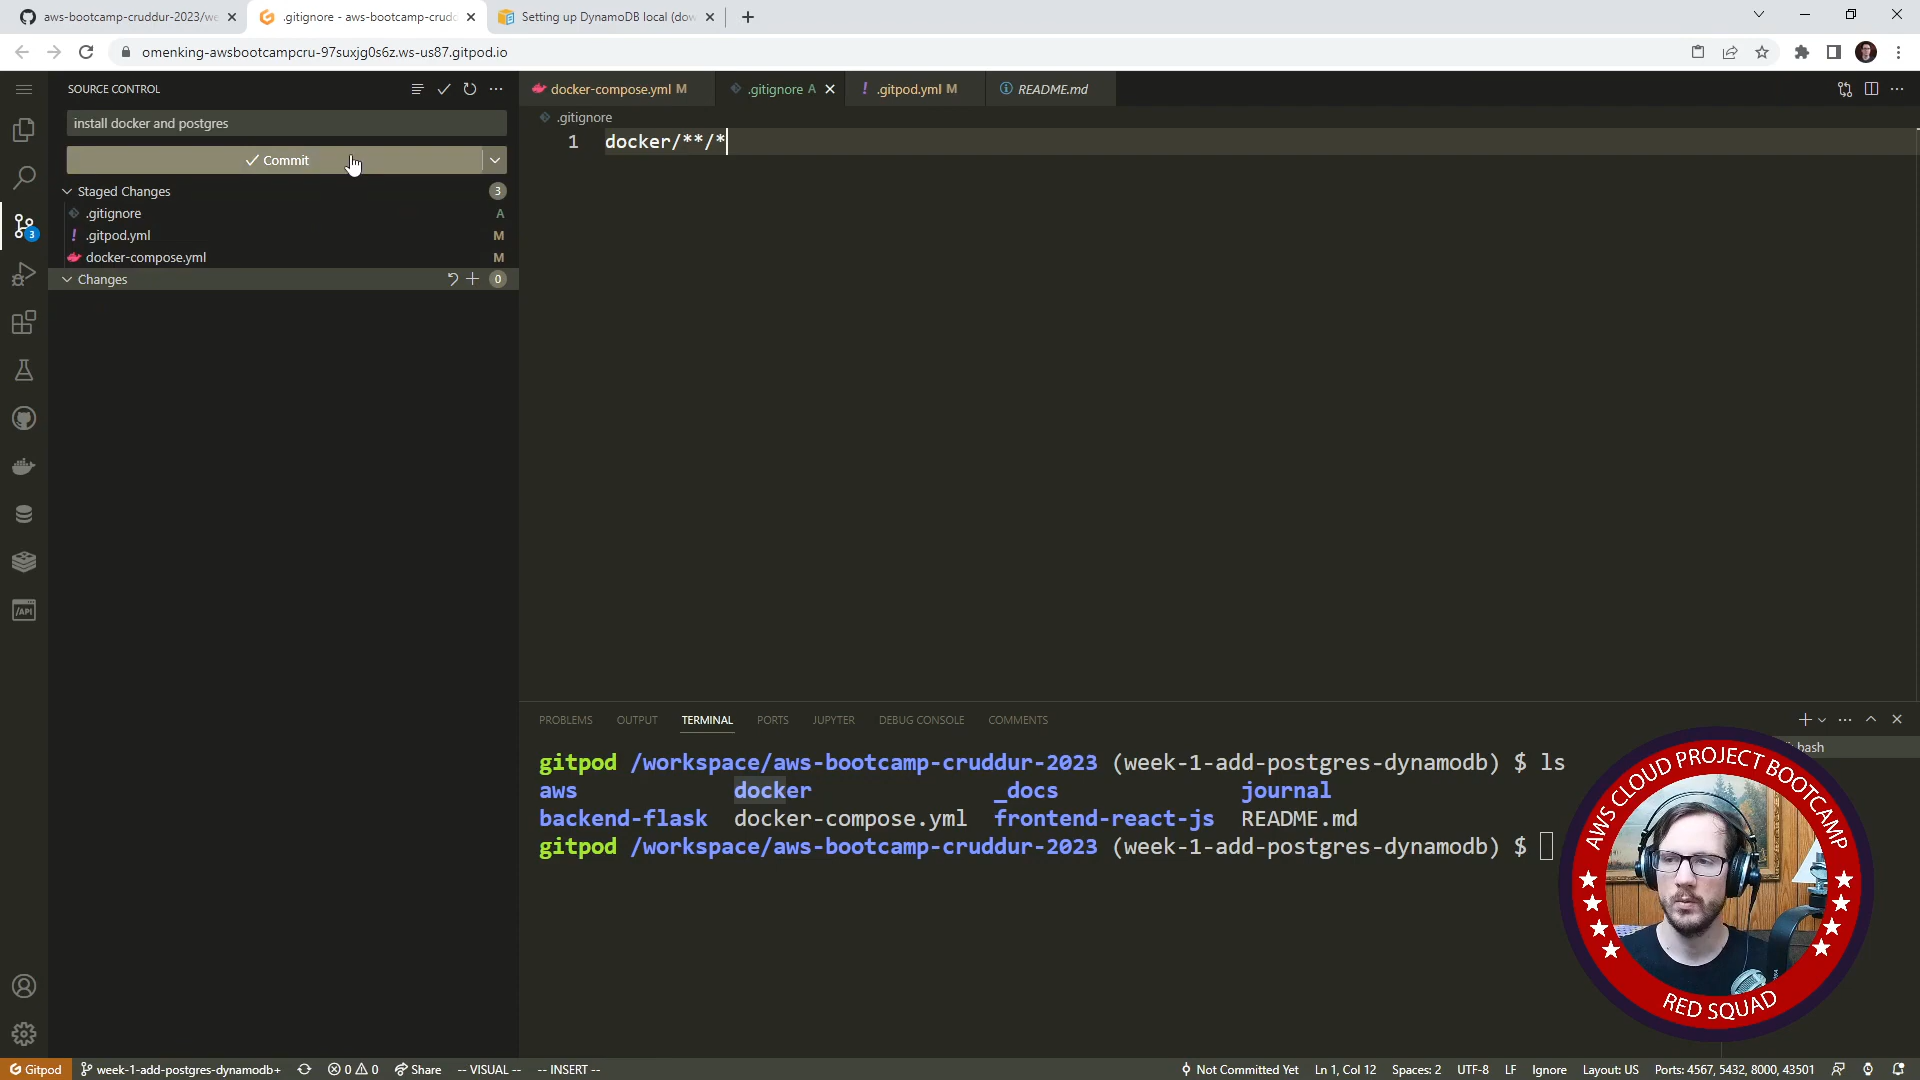 aws-bootcamp-cruddur-2023/we
.gitignore - aws-bootcamp-crudd
Setting up DynamoDB local (dow
omenking-awsbootcampcru-97suxjg0s6z.ws-us87.gitpod.io
SOURCE CONTROL
docker-compose.yml M
.gitignore A
.gitpod.yml M
README.md
install docker and postgres
.gitignore
1 docker/**/*
Commit
Staged Changes 3
.gitignore A
.gitpod.yml M
docker-compose.yml M
Changes 0
3
/API
PROBLEMS OUTPUT TERMINAL PORTS JUPYTER DEBUG CONSOLE COMMENTS
bash
gitpod /workspace/aws-bootcamp-cruddur-2023 (week-1-add-postgres-dynamodb) $ ls
aws docker _docs journal
backend-flask docker-compose.yml frontend-react-js README.md
gitpod /workspace/aws-bootcamp-cruddur-2023 (week-1-add-postgres-dynamodb) $
AWS CLOUD PROJECT BOOTCAMP
RED SQUAD
Gitpod week-1-add-postgres-dynamodb+ 0 0 Share -- VISUAL -- -- INSERT -- Not Committed Yet Ln 1, Col 12 Spaces: 2 UTF-8 LF Ignore Layout: US Ports: 4567, 5432, 8000, 43501